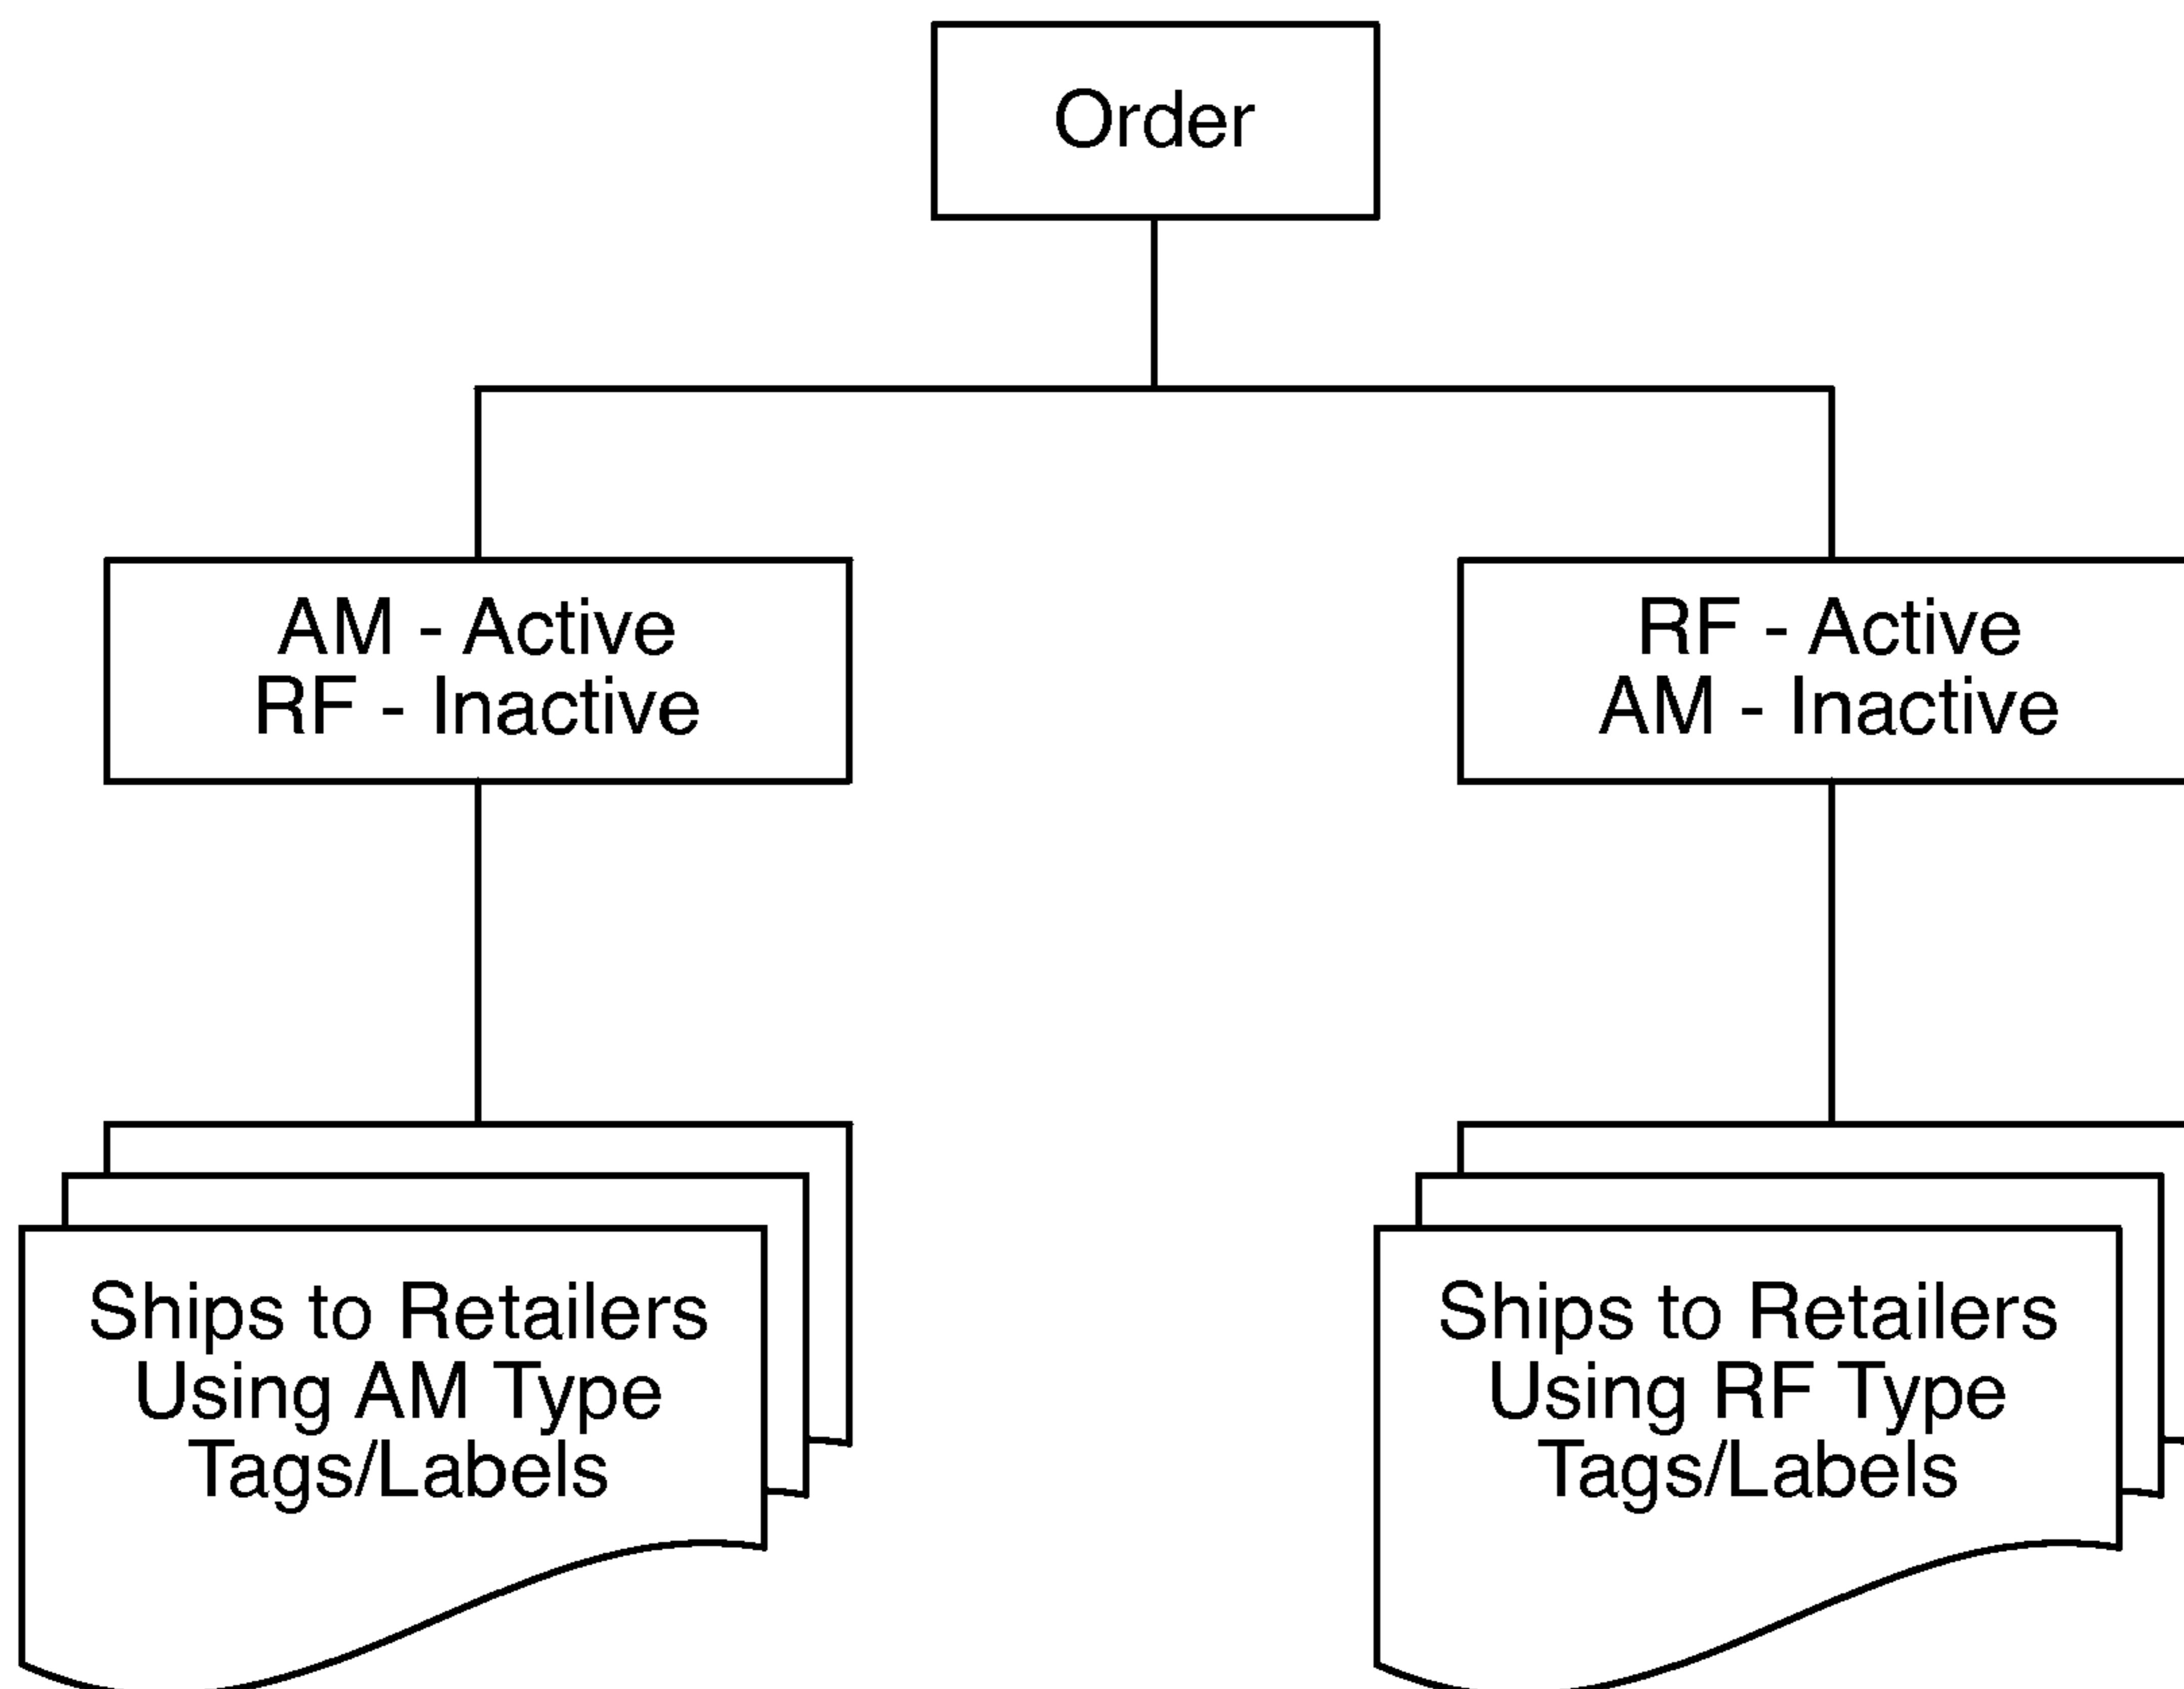 Order
AM - Active
RF - Inactive
RF - Active
AM - Inactive
Ships to Retailers
Using AM Type
Tags/Labels
Ships to Retailers
Using RF Type
Tags/Labels